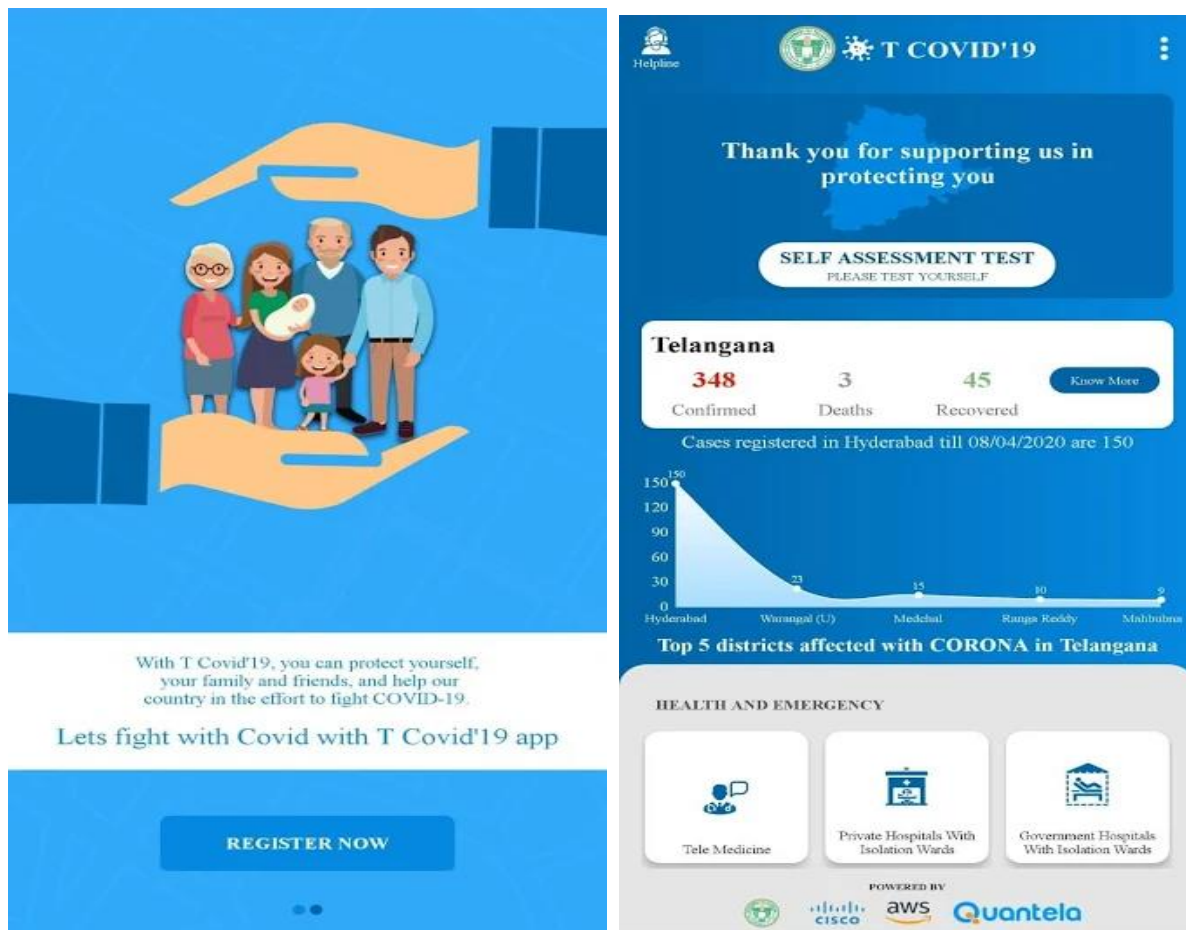 With T Covid'19, you can protect yourself,
your family and friends, and help our
country in the effort to fight COVID-19.
Lets fight with Covid with T Covid'19 app
REGISTER NOW
Helpline
T COVID'19
Thank you for supporting us in
protecting you
SELF ASSESSMENT TEST
PLEASE TEST YOURSELF
Telangana
348
3
45
Know More
Confirmed
Deaths
Recovered
Cases registered in Hyderabad till 08/04/2020 are 150
150
150
120
90
60
30
0
23
15
10
9
Hyderabad
Warangal (U)
Medchal
Ranga Reddy
Mahbubna
Top 5 districts affected with CORONA in Telangana
HEALTH AND EMERGENCY
Tele Medicine
Private Hospitals With
Isolation Wards
Government Hospitals
With Isolation Wards
POWERED BY
cisco
aws
Quantela